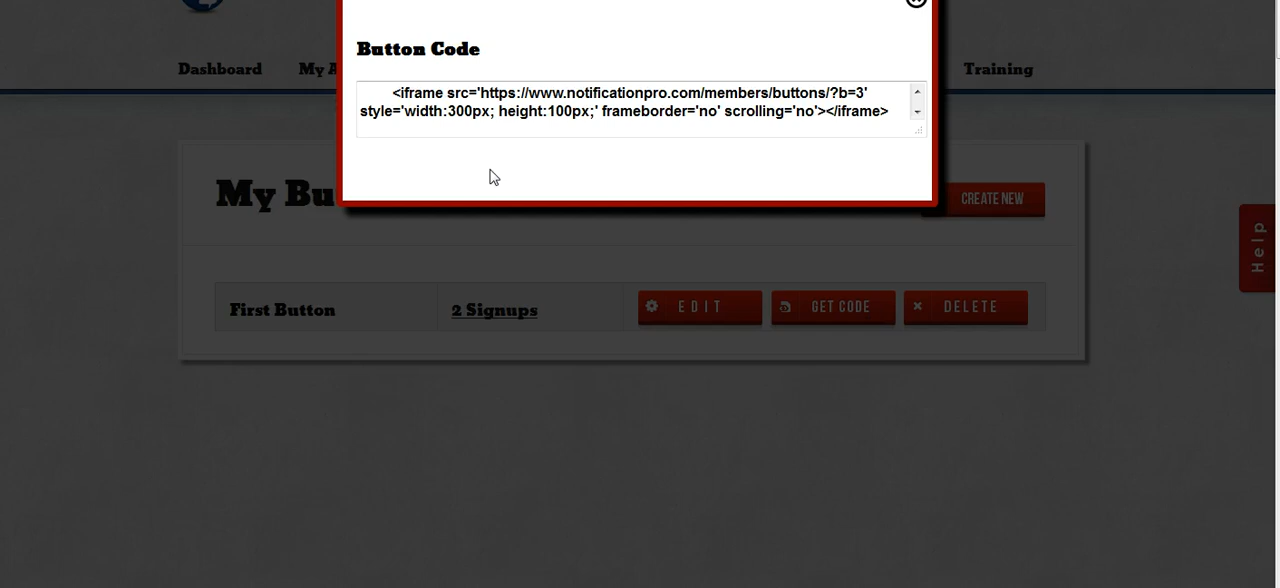 Button Code
Dashboard
My A
Training
<iframe src='https://www.notificationpro.com/members/buttons/?b=3'
style='width:300px; height:100px;' frameborder='no' scrolling='no'></iframe>
My Bu
CREATE NEW
Help
First Button
2 Signups
EDIT
GET CODE
DELETE